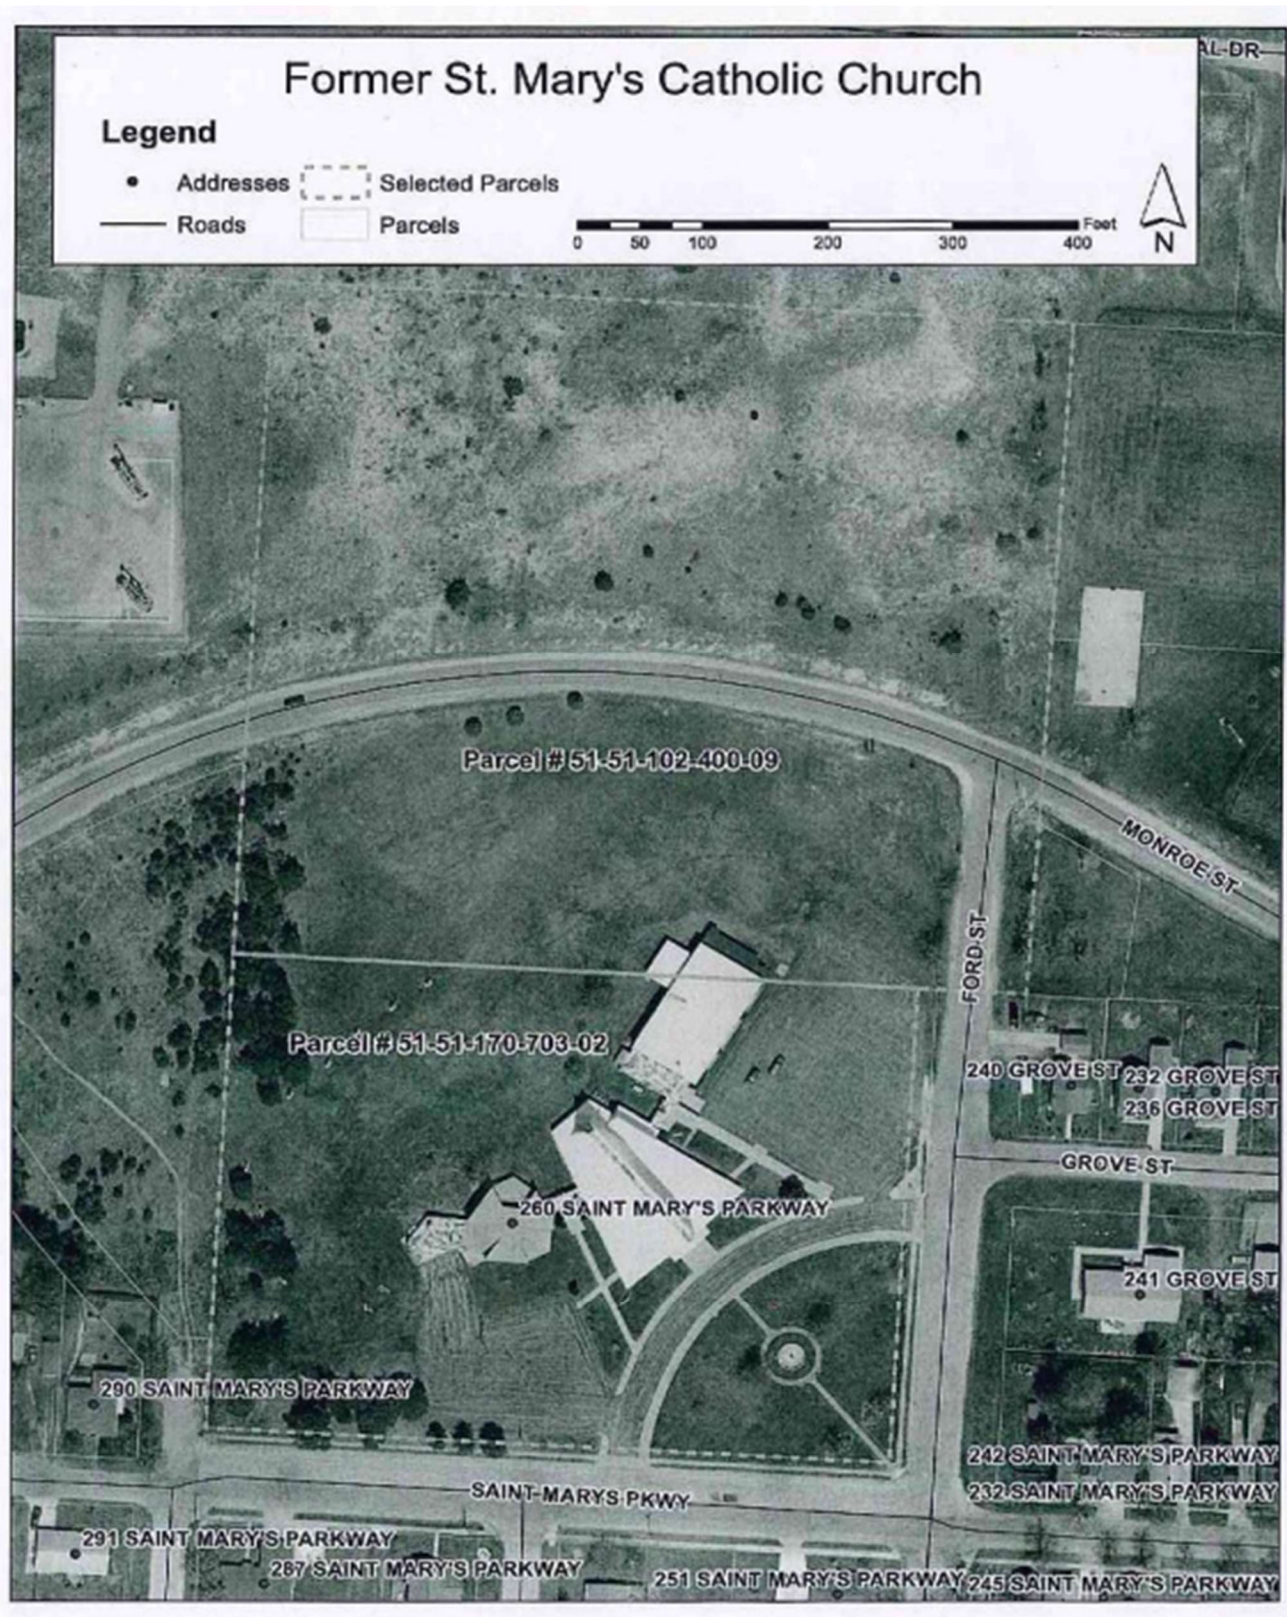 AL-DR
Former St. Mary's Catholic Church
Legend
Addresses
Selected Parcels
Roads
Parcels
Feet
0 50 100 200 300 400
N
Parcel # 51-51-102-400-09
MONROE ST
FORD ST
Parcel # 51-51-170-703-02
240 GROVE ST
232 GROVE ST
236 GROVE ST
GROVE ST
260 SAINT MARY'S PARKWAY
241 GROVE ST
290 SAINT MARY'S PARKWAY
242 SAINT MARY'S PARKWAY
232 SAINT MARY'S PARKWAY
SAINT MARYS PKWY
291 SAINT MARY'S PARKWAY
287 SAINT MARY'S PARKWAY
251 SAINT MARY'S PARKWAY
245 SAINT MARY'S PARKWAY